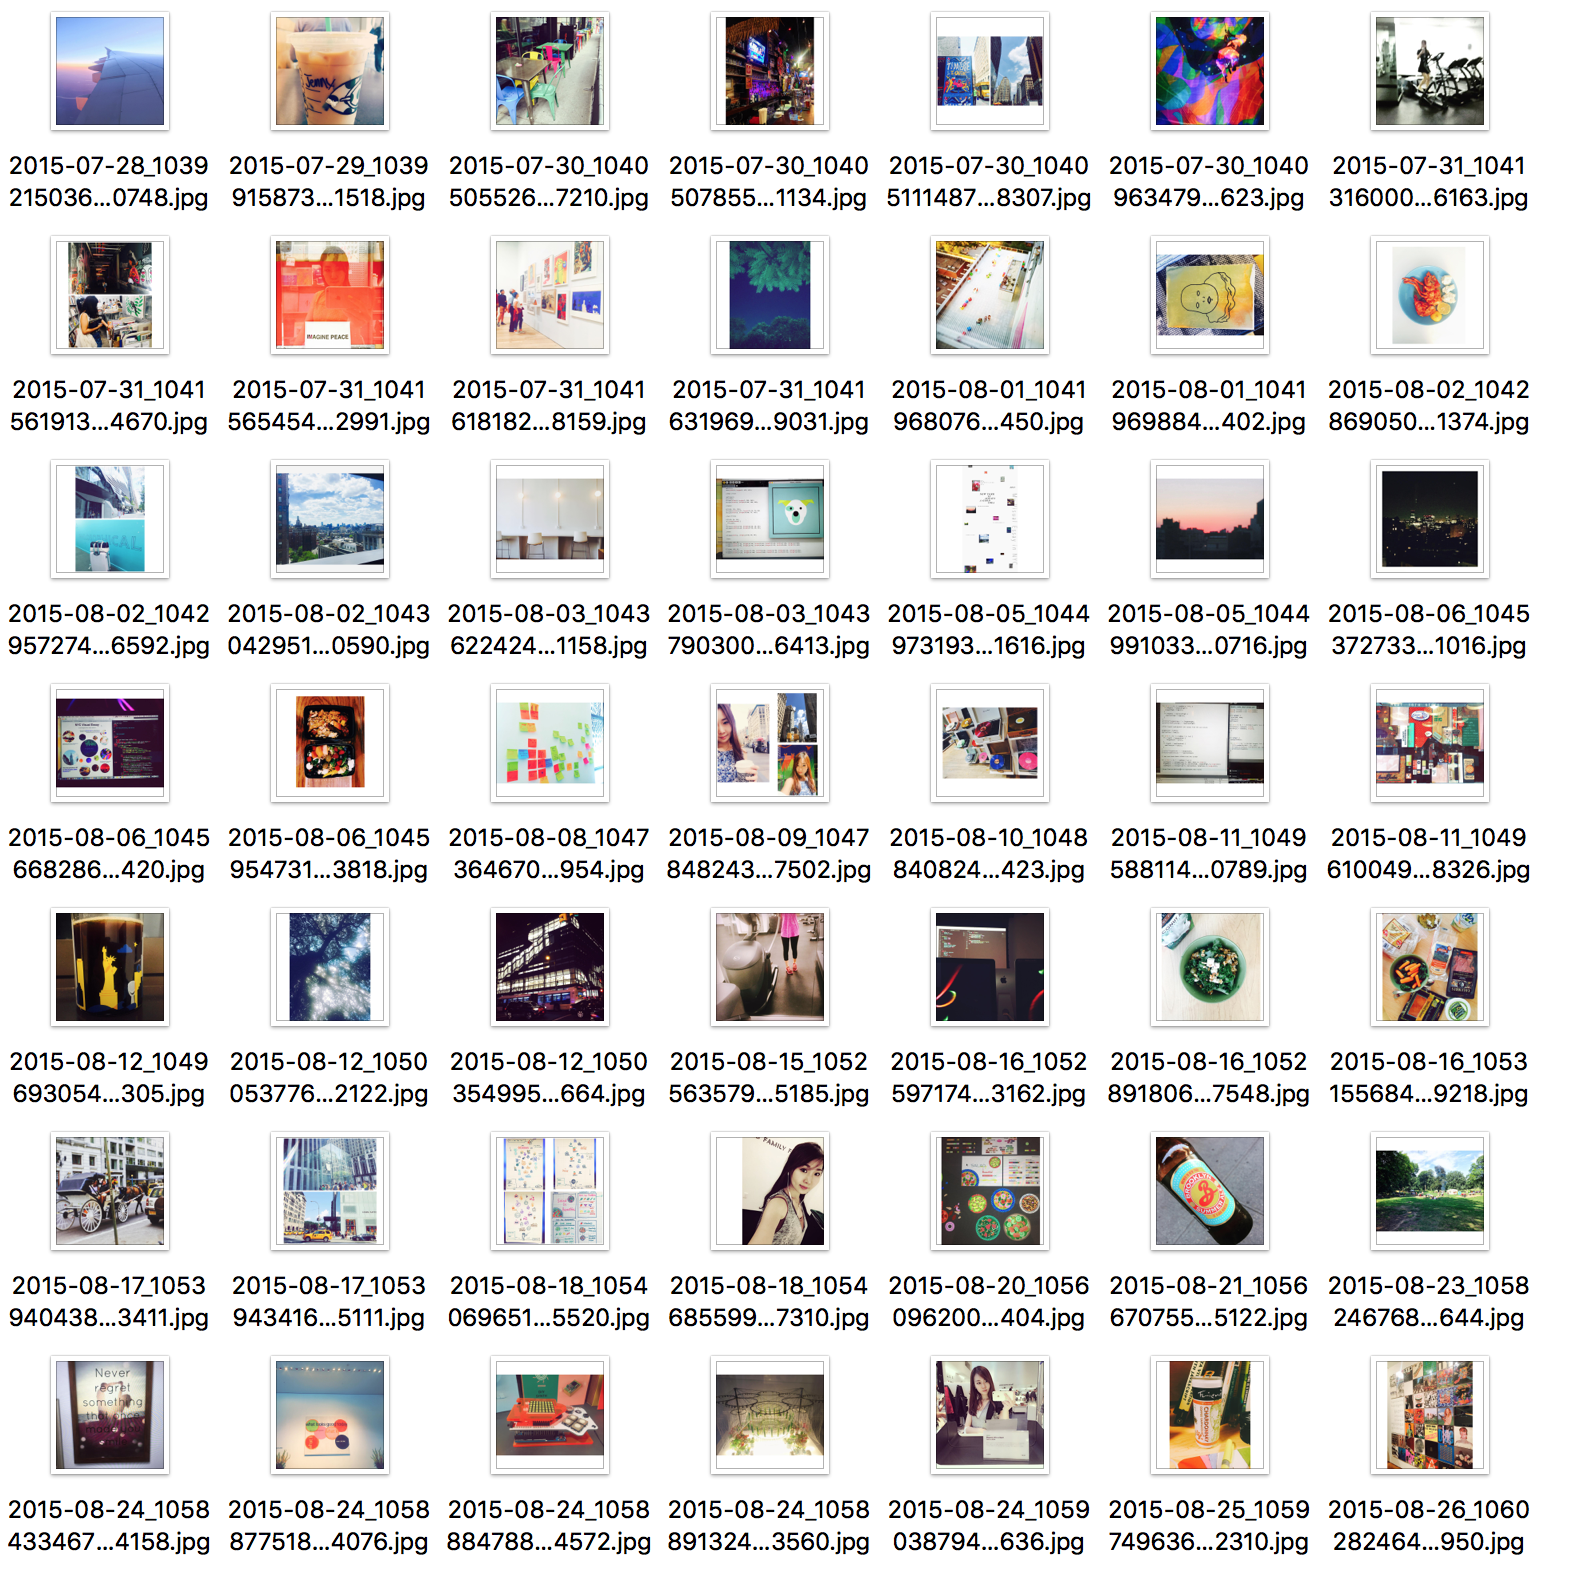 Jenny
2015-07-28_1039
215036...0748.jpg
2015-07-29_1039
915873...1518.jpg
2015-07-30_1040
505526...7210.jpg
2015-07-30_1040
507855...1134.jpg
2015-07-30_1040
5111487...8307.jpg
2015-07-30_1040
963479...623.jpg
2015-07-31_1041
316000...6163.jpg
IMAGINE PEACE
2015-07-31_1041
561913...4670.jpg
2015-07-31_1041
565454...2991.jpg
2015-07-31_1041
618182...8159.jpg
2015-07-31_1041
631969...9031.jpg
2015-08-01_1041
968076...450.jpg
2015-08-01_1041
969884...402.jpg
2015-08-02_1042
869050...1374.jpg
2015-08-02_1042
957274...6592.jpg
2015-08-02_1043
042951...0590.jpg
2015-08-03_1043
622424...1158.jpg
2015-08-03_1043
790300...6413.jpg
2015-08-05_1044
973193...1616.jpg
2015-08-05_1044
991033...0716.jpg
2015-08-06_1045
372733...1016.jpg
2015-08-06_1045
668286...420.jpg
2015-08-06_1045
954731...3818.jpg
2015-08-08_1047
364670...954.jpg
2015-08-09_1047
848243...7502.jpg
2015-08-10_1048
840824...423.jpg
2015-08-11_1049
588114...0789.jpg
2015-08-11_1049
610049...8326.jpg
2015-08-12_1049
693054...305.jpg
2015-08-12_1050
053776...2122.jpg
2015-08-12_1050
354995...664.jpg
2015-08-15_1052
563579...5185.jpg
2015-08-16_1052
597174...3162.jpg
2015-08-16_1052
891806...7548.jpg
2015-08-16_1053
155684...9218.jpg
FAMILY
BROOKLYN
SUMMER
2015-08-17_1053
940438...3411.jpg
2015-08-17_1053
943416...5111.jpg
2015-08-18_1054
069651...5520.jpg
2015-08-18_1054
685599...7310.jpg
2015-08-20_1056
096200...404.jpg
2015-08-21_1056
670755...5122.jpg
2015-08-23_1058
246768...644.jpg
Never
regret
something
that once
made you
CHARDONNAY
2015-08-24_1058
433467...4158.jpg
2015-08-24_1058
877518...4076.jpg
2015-08-24_1058
884788...4572.jpg
2015-08-24_1058
891324...3560.jpg
2015-08-24_1059
038794...636.jpg
2015-08-25_1059
749636...2310.jpg
2015-08-26_1060
282464...950.jpg